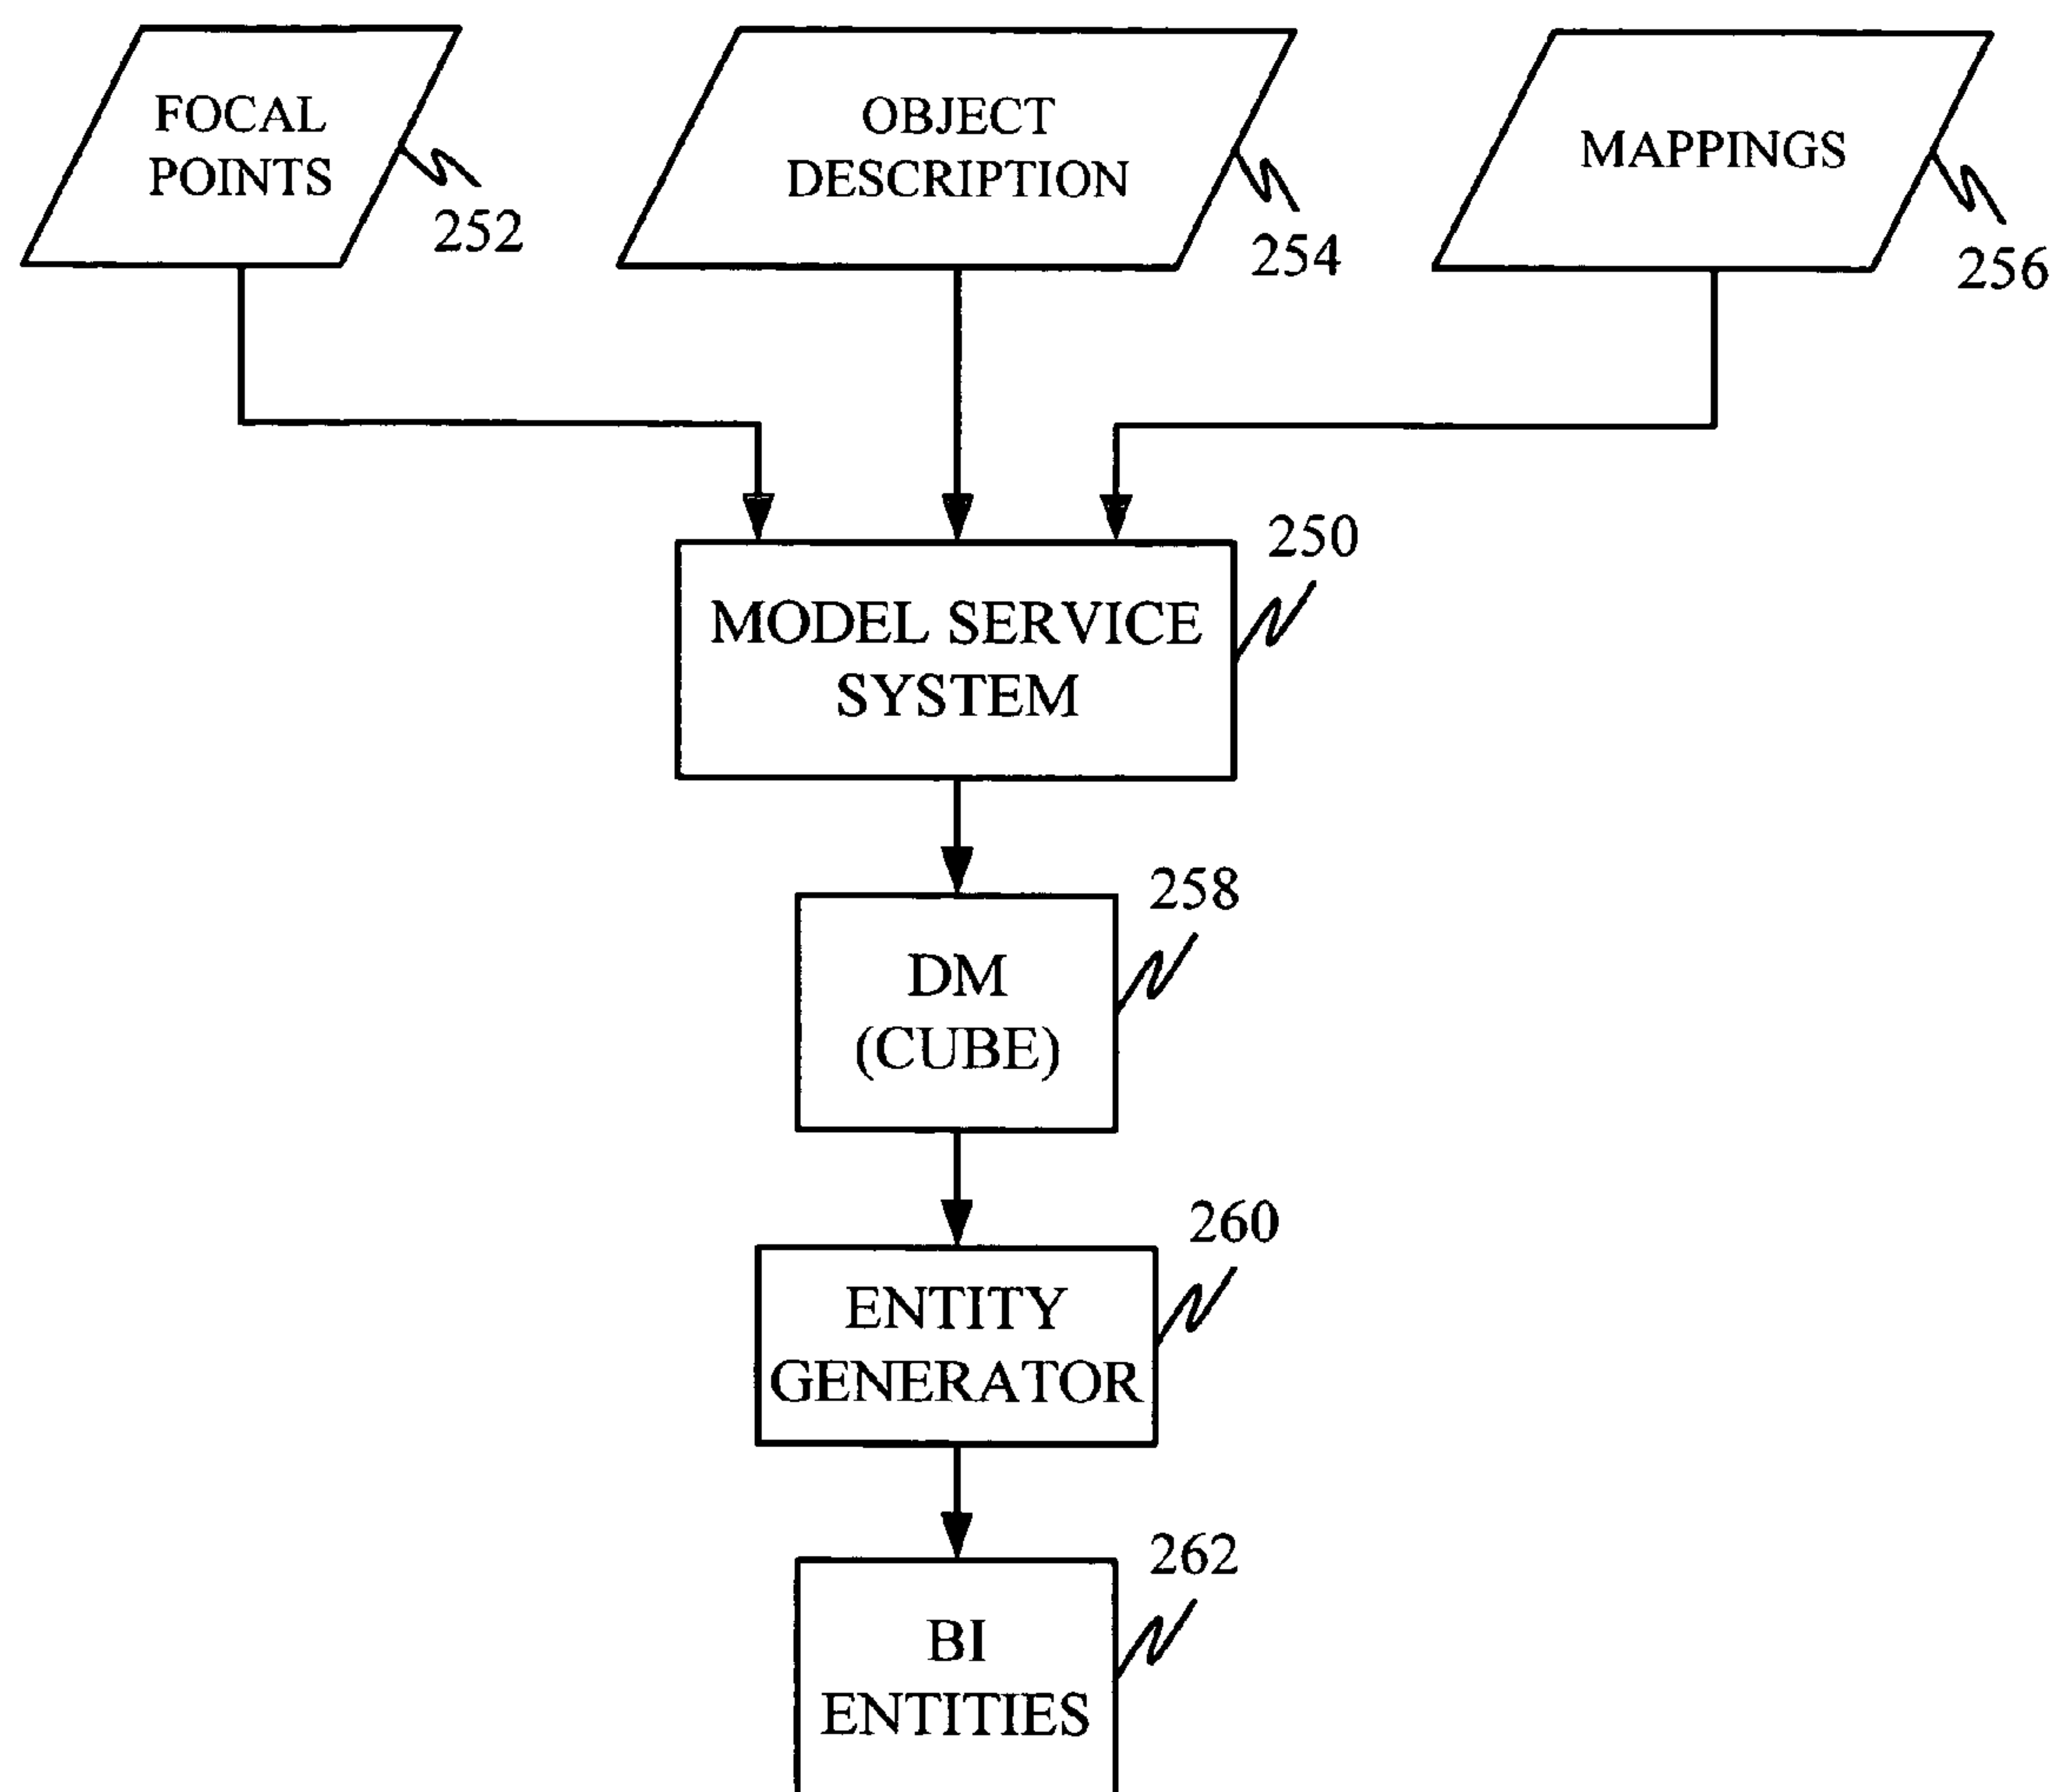 FOCAL
POINTS
252
OBJECT
DESCRIPTION
254
MAPPINGS
256
MODEL SERVICE
SYSTEM
250
DM
(CUBE)
258
ENTITY
GENERATOR
260
BI
ENTITIES
262